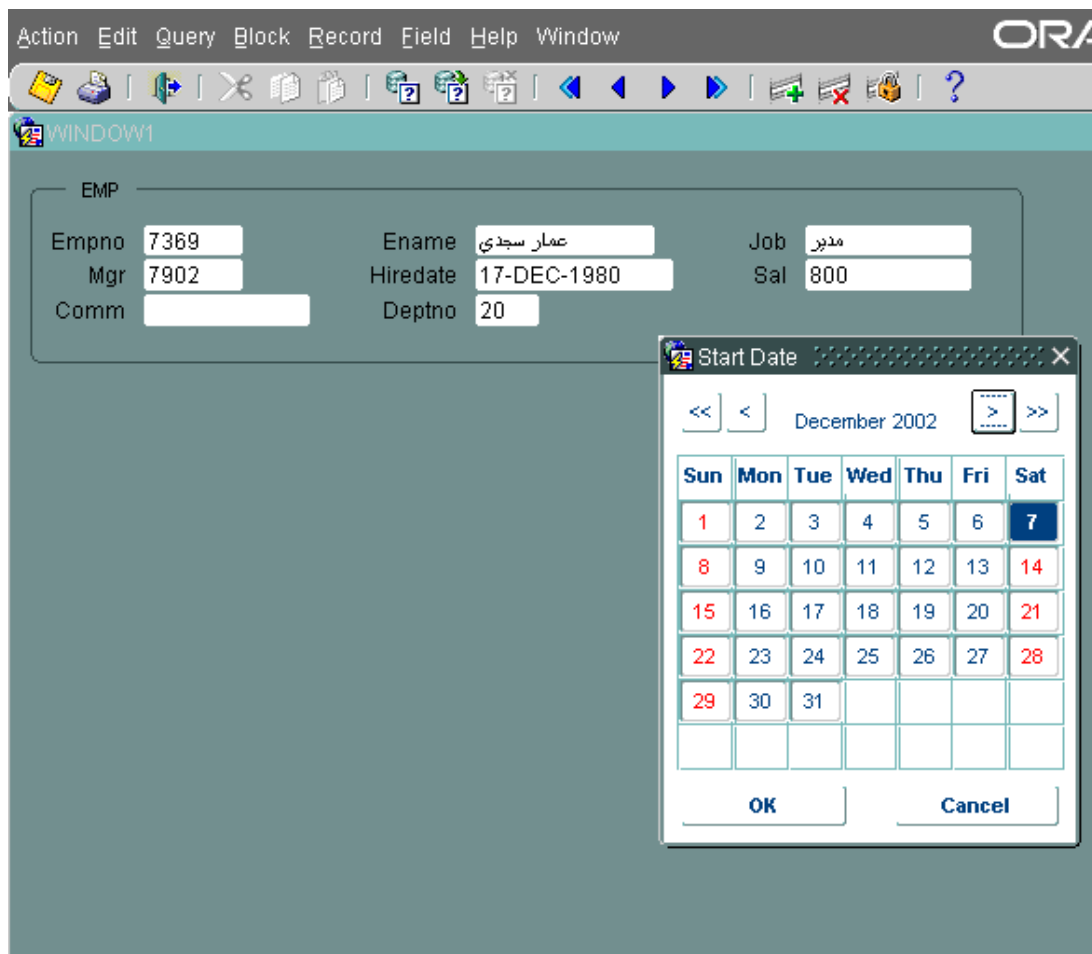 Action Edit Query Block Record Field Help Window
WINDOW1
EMP
Empno 7369 Ename عمار سجدي Job مدير
Mgr 7902 Hiredate 17-DEC-1980 Sal 800
Comm Deptno 20
Start Date
<< < December 2002 > >>
Sun Mon Tue Wed Thu Fri Sat
1 2 3 4 5 6 7
8 9 10 11 12 13 14
15 16 17 18 19 20 21
22 23 24 25 26 27 28
29 30 31
OK Cancel